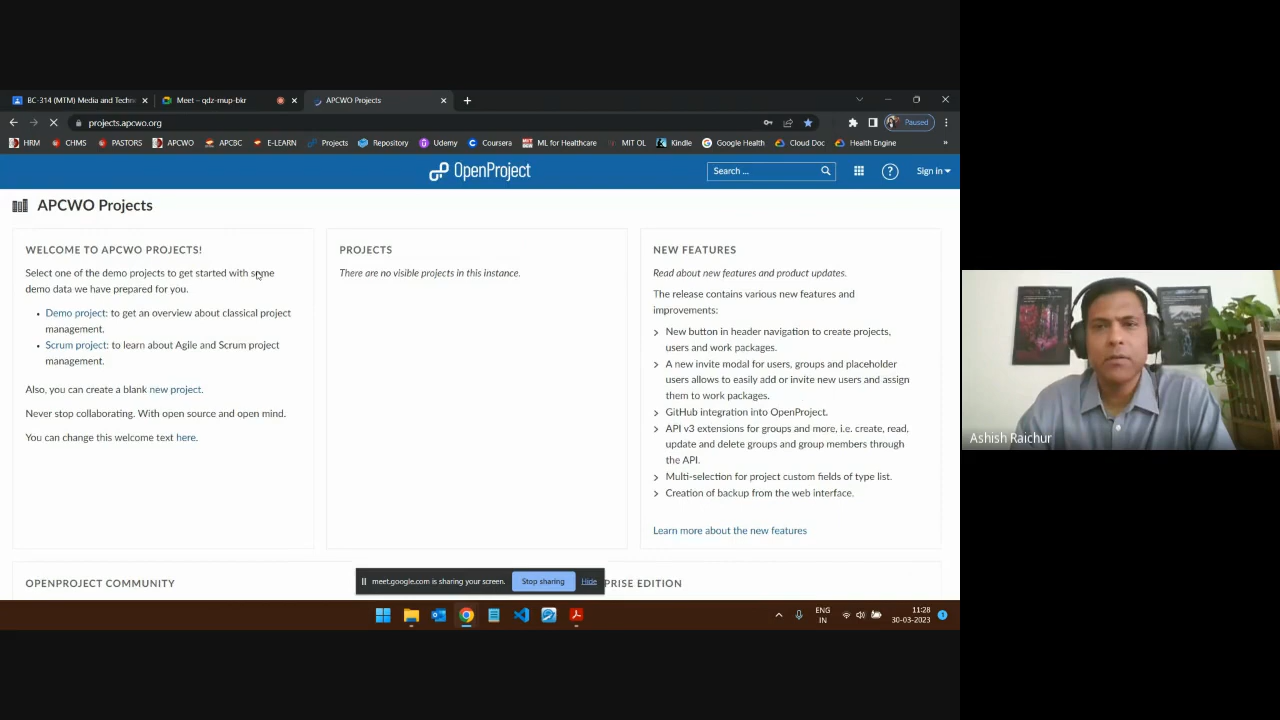 BC-314 (MTM) Media and Techn
Meet – qdz-mup-bkr
APCWO Projects
projects.apcwo.org
Paused
HRM
CHMS
PASTORS
APCWO
APCBC
E-LEARN
Projects
Repository
Udemy
Coursera
ML for Healthcare
MIT OL
Kindle
Google Health
Cloud Doc
Health Engine
»
OpenProject
Search ...
Sign in
APCWO Projects
WELCOME TO APCWO PROJECTS!
Select one of the demo projects to get started with some
demo data we have prepared for you.
Demo project: to get an overview about classical project
management.
Scrum project: to learn about Agile and Scrum project
management.
Also, you can create a blank new project.
Never stop collaborating. With open source and open mind.
You can change this welcome text here.
PROJECTS
There are no visible projects in this instance.
NEW FEATURES
Read about new features and product updates.
The release contains various new features and
improvements:
New button in header navigation to create projects,
users and work packages.
A new invite modal for users, groups and placeholder
users allows to easily add or invite new users and assign
them to work packages.
GitHub integration into OpenProject.
API v3 extensions for groups and more, i.e. create, read,
update and delete groups and group members through
the API.
Multi-selection for project custom fields of type list.
Creation of backup from the web interface.
Learn more about the new features
OPENPROJECT COMMUNITY
PRISE EDITION
meet.google.com is sharing your screen.
Stop sharing
Hide
ENG
IN
11:28
30-03-2023
Ashish Raichur